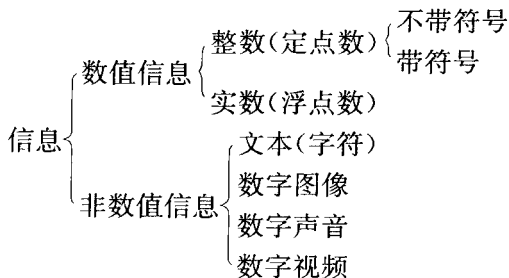 不带符号
整数(定点数)
带符号
数值信息
实数(浮点数)
信息
文本(字符)
数字图像
非数值信息
数字声音
数字视频